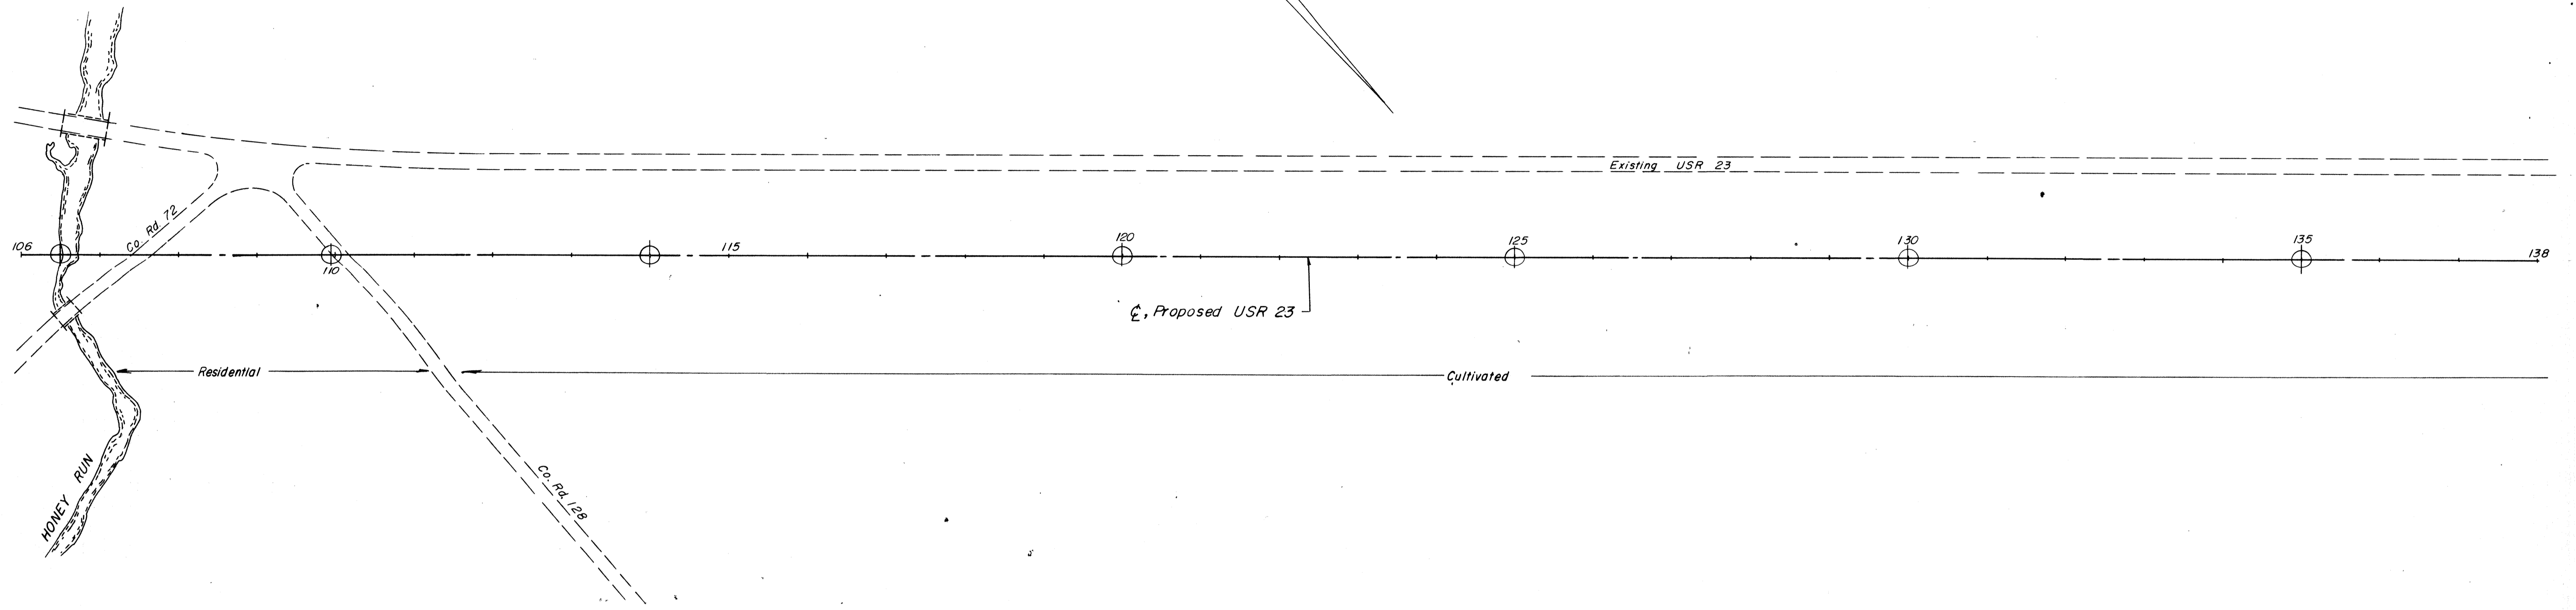 Existing USR 23
Co. Rd. 72
106
110
115
120
125
130
135
138
℄, Proposed USR 23
Residential
Cultivated
HONEY RUN
Co. Rd. 128